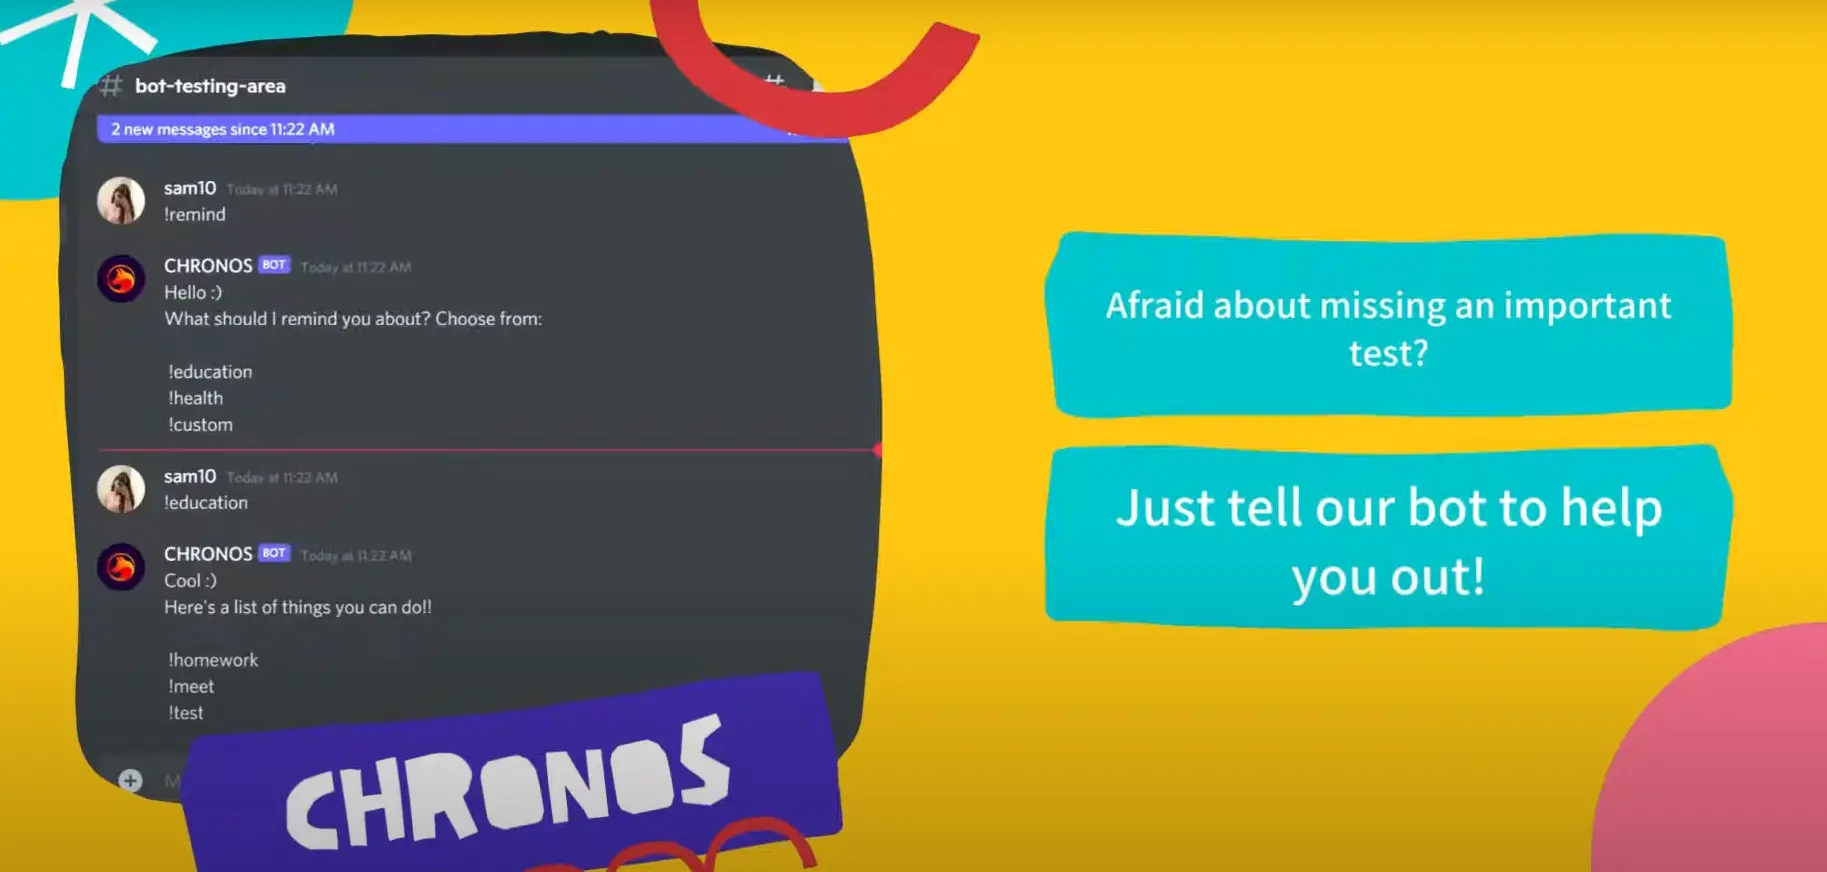 # bot-testing-area
2 new messages since 11:22 AM
sam10 Today at 11:22 AM
!remind
CHRONOS BOT Today at 11:22 AM
Hello :)
What should I remind you about? Choose from:
!education
!health
!custom
sam10 Today at 11:22 AM
!education
CHRONOS BOT Today at 11:22 AM
Cool :)
Here's a list of things you can do!!
!homework
!meet
!test
CHRONOS
Afraid about missing an important
test?
Just tell our bot to help
you out!